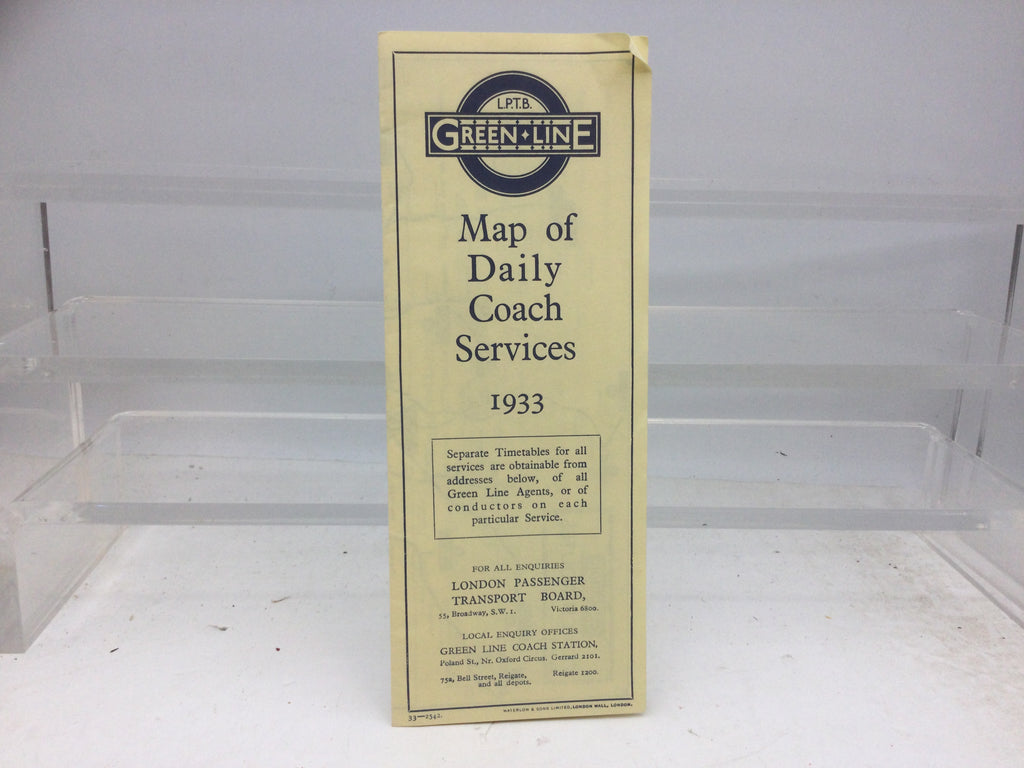 L.P.T.B.
GREEN LINE
Map of
Daily
Coach
Services
1933
Separate Timetables for all
services are obtainable from
addresses below, of all
Green Line Agents, or of
conductors on each
particular Service.
FOR ALL ENQUIRIES
LONDON PASSENGER
TRANSPORT BOARD,
55, Broadway, S.W.1. Victoria 6800.
LOCAL ENQUIRY OFFICES
GREEN LINE COACH STATION,
Poland St., Nr. Oxford Circus. Gerrard 2101.
75a, Bell Street, Reigate, Reigate 1200.
and all depots.
33—2542. WATERLOW & SONS LIMITED, LONDON WALL, LONDON.